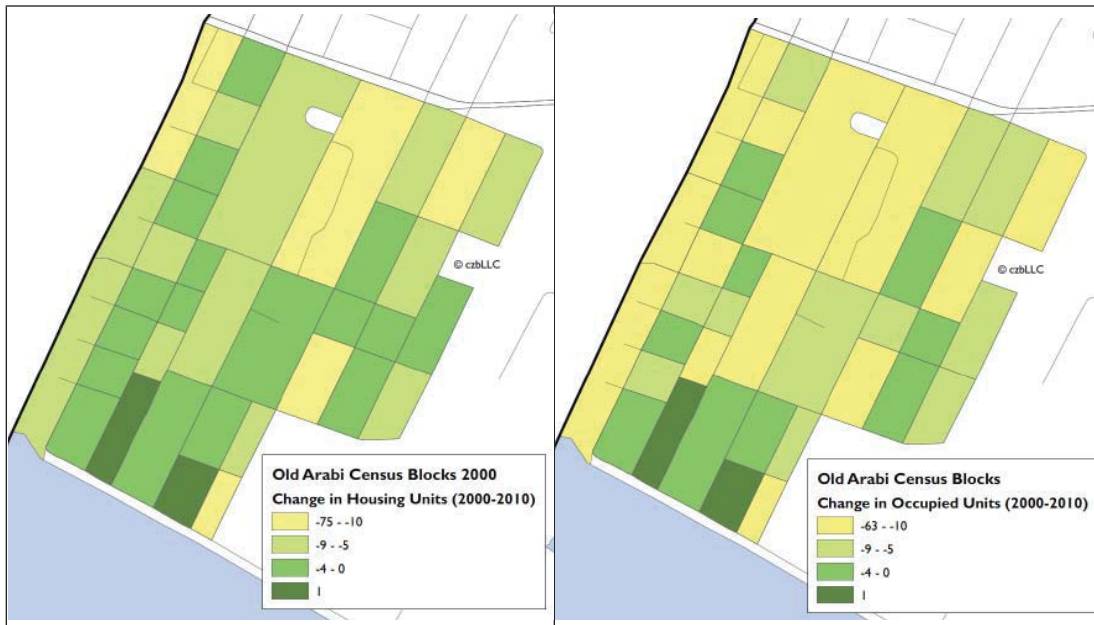 © czbLLC
Old Arabi Census Blocks 2000
Change in Housing Units (2000-2010)
-75 - -10
-9 - -5
-4 - 0
1
© czbLLC
Old Arabi Census Blocks
Change in Occupied Units (2000-2010)
-63 - -10
-9 - -5
-4 - 0
1